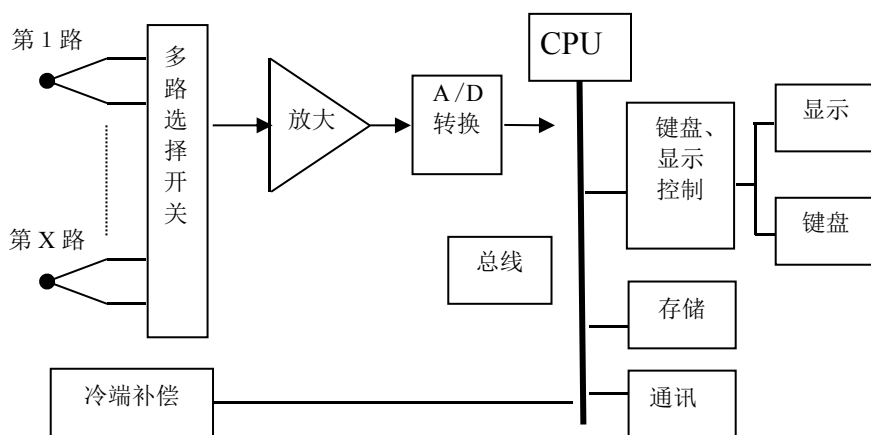 第 1 路
第 X 路
多
路
选
择
开
关
放大
A /D
转换
CPU
键盘、
显示
控制
显示
键盘
总线
存储
通讯
冷端补偿